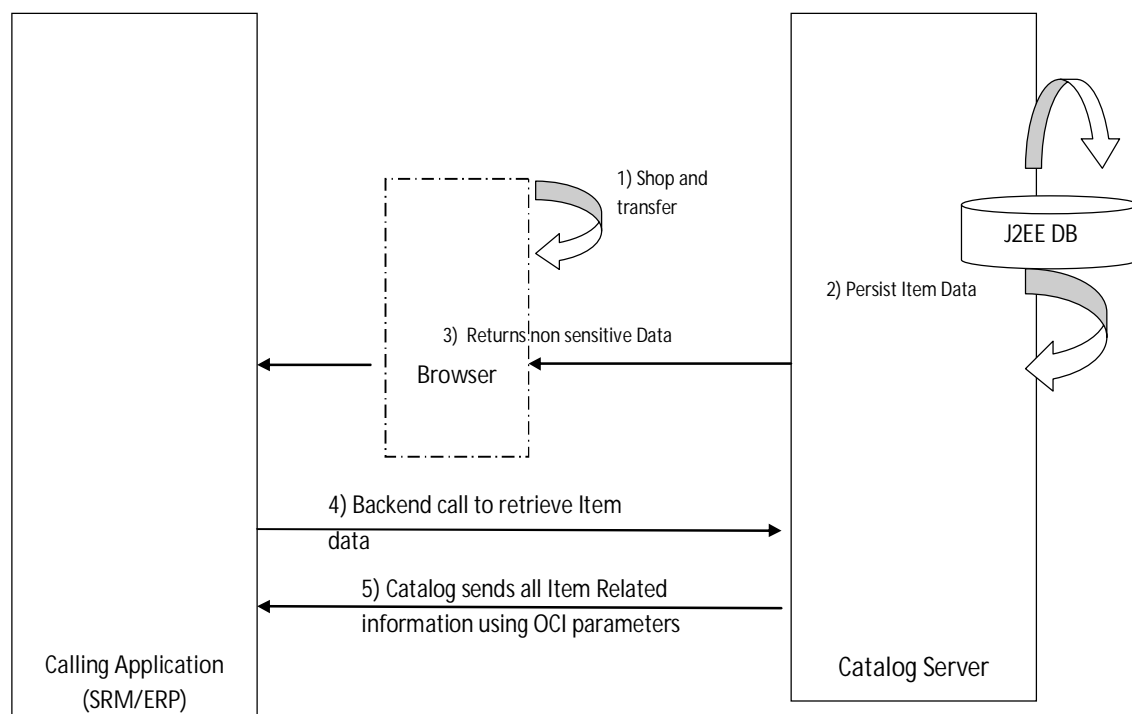 1) Shop and
transfer
J2EE DB
2) Persist Item Data
3) Returns non sensitive Data
Browser
4) Backend call to retrieve Item
data
5) Catalog sends all Item Related
information using OCI parameters
Calling Application
(SRM/ERP)
Catalog Server